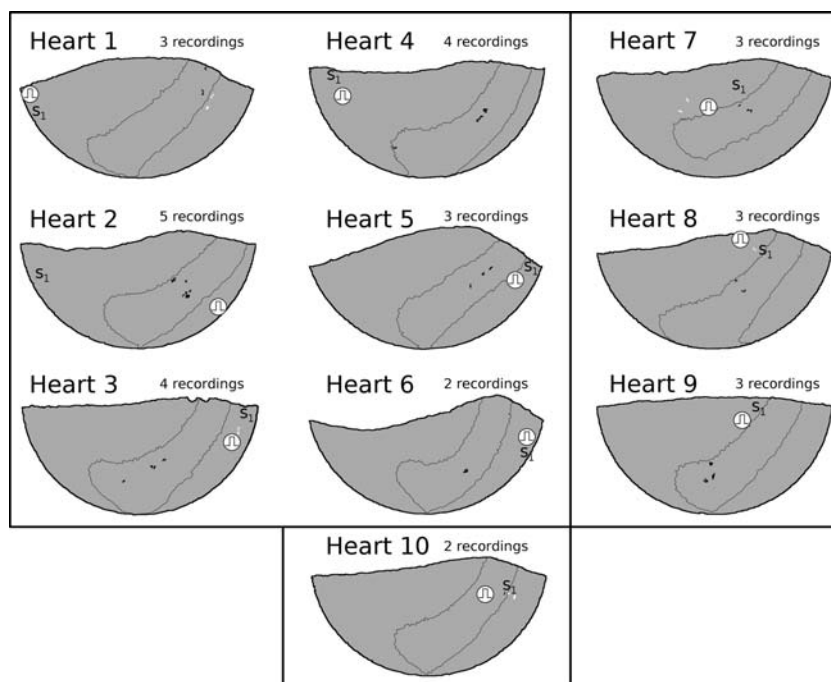 Heart 1
3 recordings
S1
Heart 4
4 recordings
S1
Heart 7
3 recordings
S1
Heart 2
5 recordings
S1
Heart 5
3 recordings
S1
Heart 8
3 recordings
S1
Heart 3
4 recordings
S1
Heart 6
2 recordings
S1
Heart 9
3 recordings
S1
Heart 10
2 recordings
S1